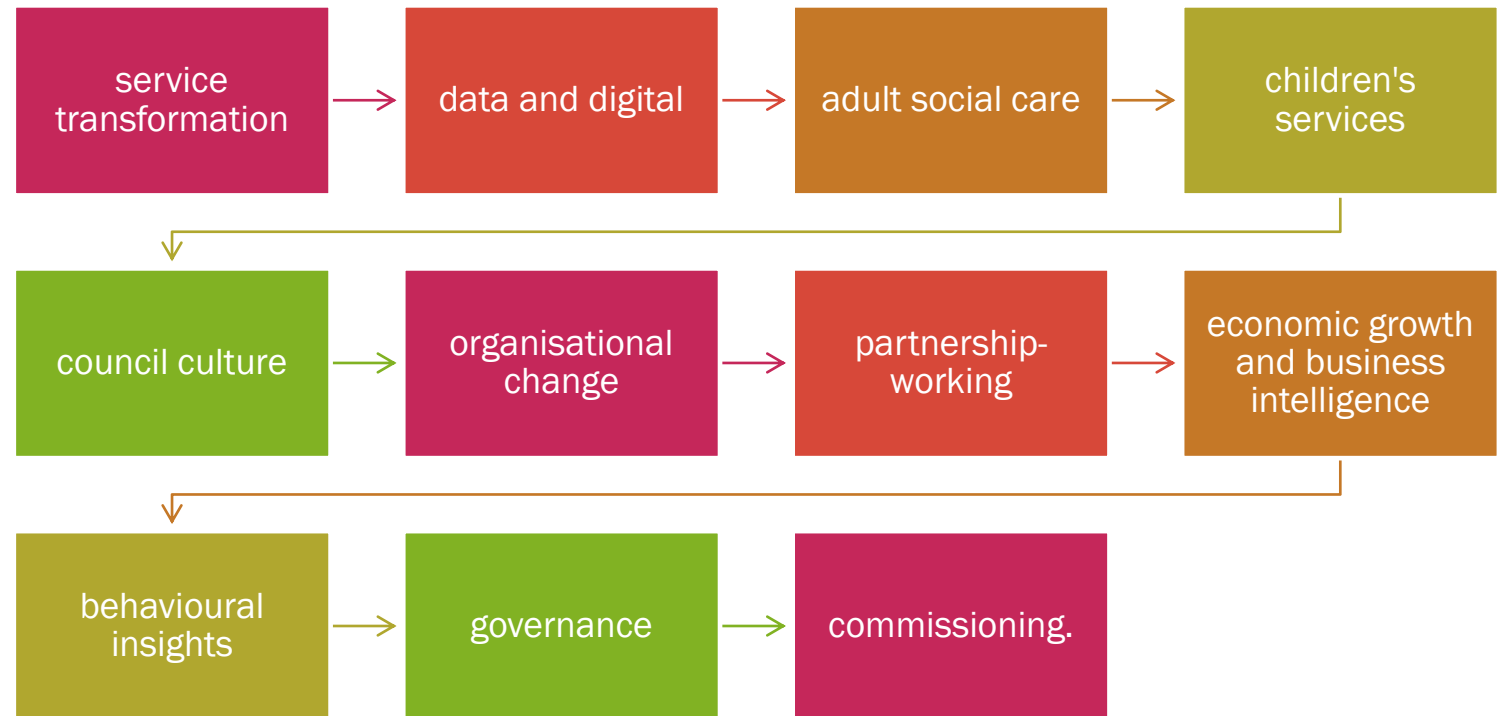 service
transformation
data and digital
adult social care
children's
services
council culture
organisational
change
partnership-
working
economic growth
and business
intelligence
behavioural
insights
governance
commissioning.